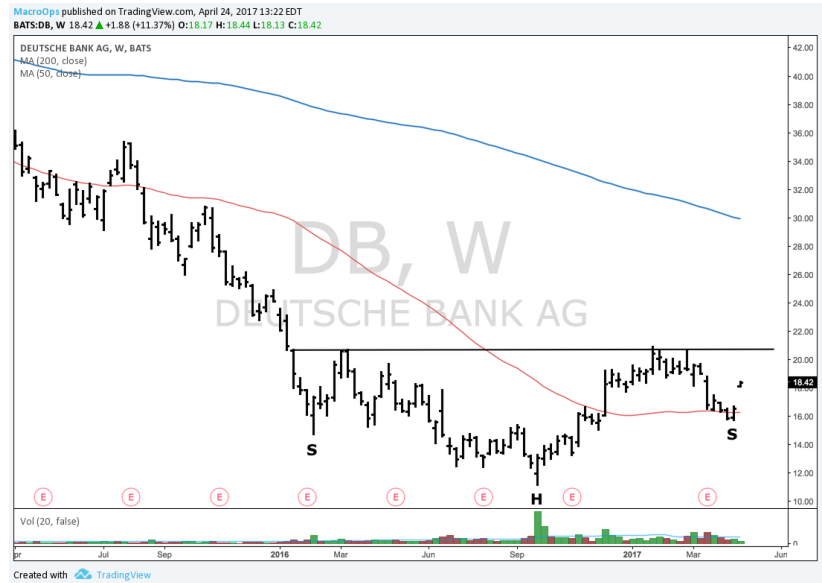 MacroOps published on TradingView.com, April 24, 2017 13:22 EDT
BATS:DB, W 18.42 ▲ +1.88 (+11.37%) O:18.17 H:18.44 L:18.13 C:18.42
DEUTSCHE BANK AG, W, BATS
MA (200, close)
MA (50, close)
42.00
40.00
38.00
36.00
34.00
32.00
30.00
28.00
26.00
24.00
22.00
20.00
18.42
16.00
14.00
12.00
10.00
DB, W
DEUTSCHE BANK AG
S
S
H
E E E E E E E E
Vol (20, false)
0
Jul Sep 2016 Mar Jun Sep 2017 Mar Jun
Created with TradingView